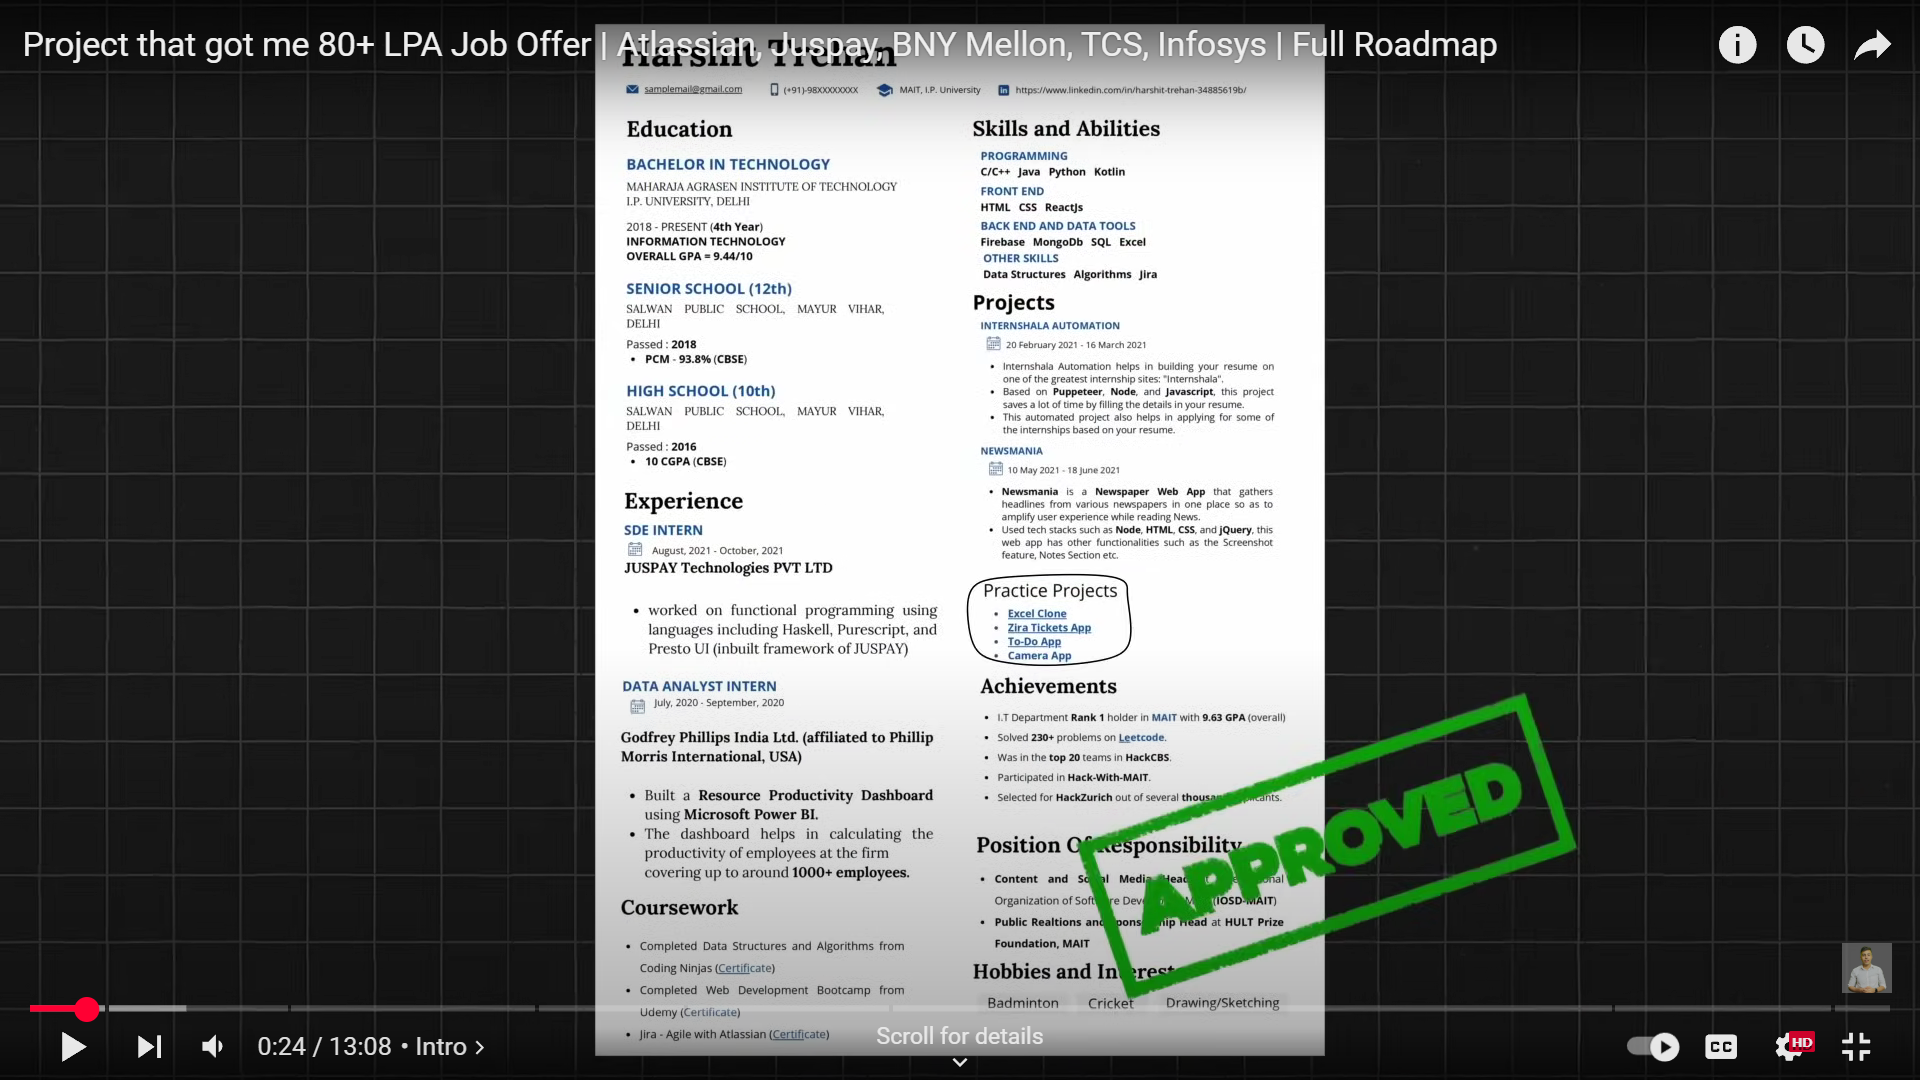 Project that got me 80+ LPA Job Offer | Atlassian, Juspay, BNY Mellon, TCS, Infosys | Full Roadmap
Harshit Trehan
samplemail@gmail.com (+91)-98XXXXXXXX MAIT, I.P. University https://www.linkedin.com/in/harshit-trehan-34885619b/
Education
BACHELOR IN TECHNOLOGY
MAHARAJA AGRASEN INSTITUTE OF TECHNOLOGY
I.P. UNIVERSITY, DELHI
2018 - PRESENT (4th Year)
INFORMATION TECHNOLOGY
OVERALL GPA = 9.44/10
SENIOR SCHOOL (12th)
SALWAN PUBLIC SCHOOL, MAYUR VIHAR,
DELHI
Passed : 2018
• PCM - 93.8% (CBSE)
HIGH SCHOOL (10th)
SALWAN PUBLIC SCHOOL, MAYUR VIHAR,
DELHI
Passed : 2016
• 10 CGPA (CBSE)
Experience
SDE INTERN
August, 2021 - October, 2021
JUSPAY Technologies PVT LTD
• worked on functional programming using
languages including Haskell, Purescript, and
Presto UI (inbuilt framework of JUSPAY)
DATA ANALYST INTERN
July, 2020 - September, 2020
Godfrey Phillips India Ltd. (affiliated to Phillip
Morris International, USA)
• Built a Resource Productivity Dashboard
using Microsoft Power BI.
• The dashboard helps in calculating the
productivity of employees at the firm
covering up to around 1000+ employees.
Coursework
• Completed Data Structures and Algorithms from
Coding Ninjas (Certificate)
• Completed Web Development Bootcamp from
Udemy (Certificate)
• Jira - Agile with Atlassian (Certificate)
Skills and Abilities
PROGRAMMING
C/C++ Java Python Kotlin
FRONT END
HTML CSS ReactJs
BACK END AND DATA TOOLS
Firebase MongoDb SQL Excel
OTHER SKILLS
Data Structures Algorithms Jira
Projects
INTERNSHALA AUTOMATION
20 February 2021 - 16 March 2021
• Internshala Automation helps in building your resume on
one of the greatest internship sites: "Internshala".
• Based on Puppeteer, Node, and Javascript, this project
saves a lot of time by filling the details in your resume.
• This automated project also helps in applying for some of
the internships based on your resume.
NEWSMANIA
10 May 2021 - 18 June 2021
• Newsmania is a Newspaper Web App that gathers
headlines from various newspapers in one place so as to
amplify user experience while reading News.
• Used tech stacks such as Node, HTML, CSS, and jQuery, this
web app has other functionalities such as the Screenshot
feature, Notes Section etc.
Practice Projects
• Excel Clone
• Zira Tickets App
• To-Do App
• Camera App
Achievements
• I.T Department Rank 1 holder in MAIT with 9.63 GPA (overall)
• Solved 230+ problems on Leetcode.
• Was in the top 20 teams in HackCBS.
• Participated in Hack-With-MAIT.
• Selected for HackZurich out of several
Position Of Responsibility
• Content and Social Media Head
Organization of Software (IOSD-MAIT)
• Public Realtions and Sponsorship Head at HULT Prize
Foundation, MAIT
Hobbies and Interest
Badminton Cricket Drawing/Sketching
APPROVED
0:24 / 13:08 • Intro
Scroll for details
CC
HD